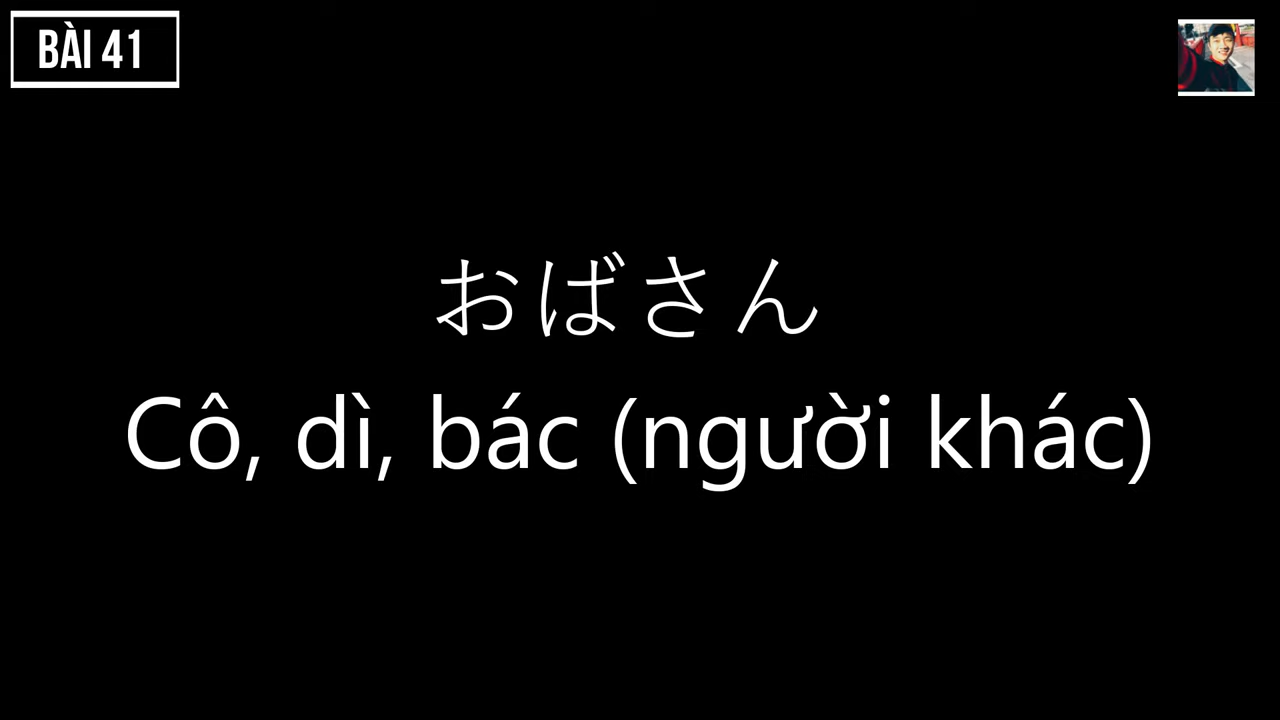 BÀI 41
おばさん
Cô, dì, bác (người khác)